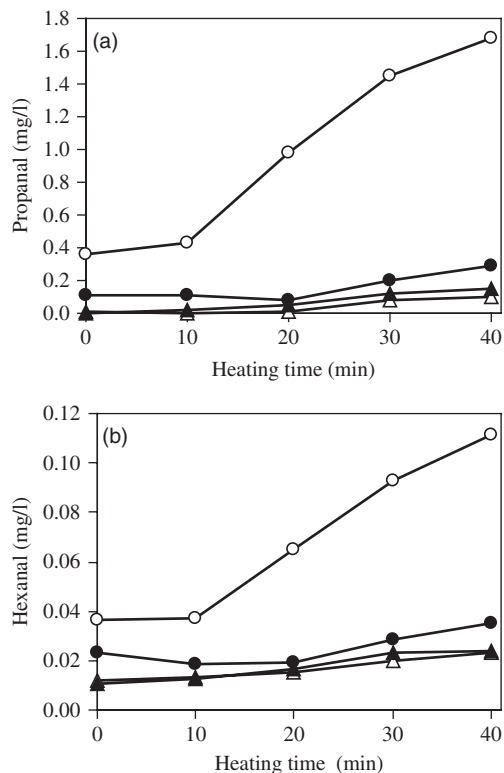 (a)
Propanal (mg/l)
1.8
1.6
1.4
1.2
1.0
0.8
0.6
0.4
0.2
0.0
0 10 20 30 40
Heating time (min)
(b)
Hexanal (mg/l)
0.12
0.10
0.08
0.06
0.04
0.02
0.00
0 10 20 30 40
Heating time (min)